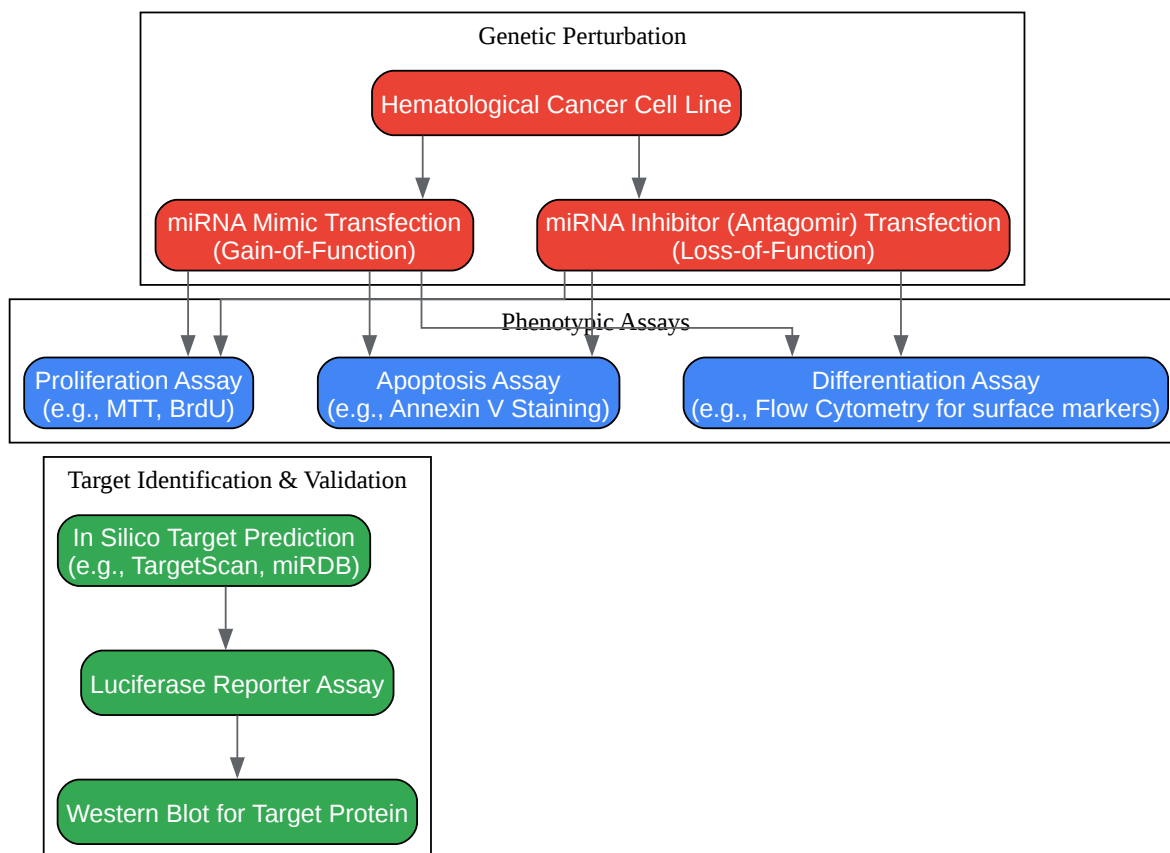 Genetic Perturbation
Hematological Cancer Cell Line
miRNA Mimic Transfection
(Gain-of-Function)
miRNA Inhibitor (Antagomir) Transfection
(Loss-of-Function)
Phenotypic Assays
Proliferation Assay
(e.g., MTT, BrdU)
Apoptosis Assay
(e.g., Annexin V Staining)
Differentiation Assay
(e.g., Flow Cytometry for surface markers)
Target Identification & Validation
In Silico Target Prediction
(e.g., TargetScan, miRDB)
Luciferase Reporter Assay
Western Blot for Target Protein